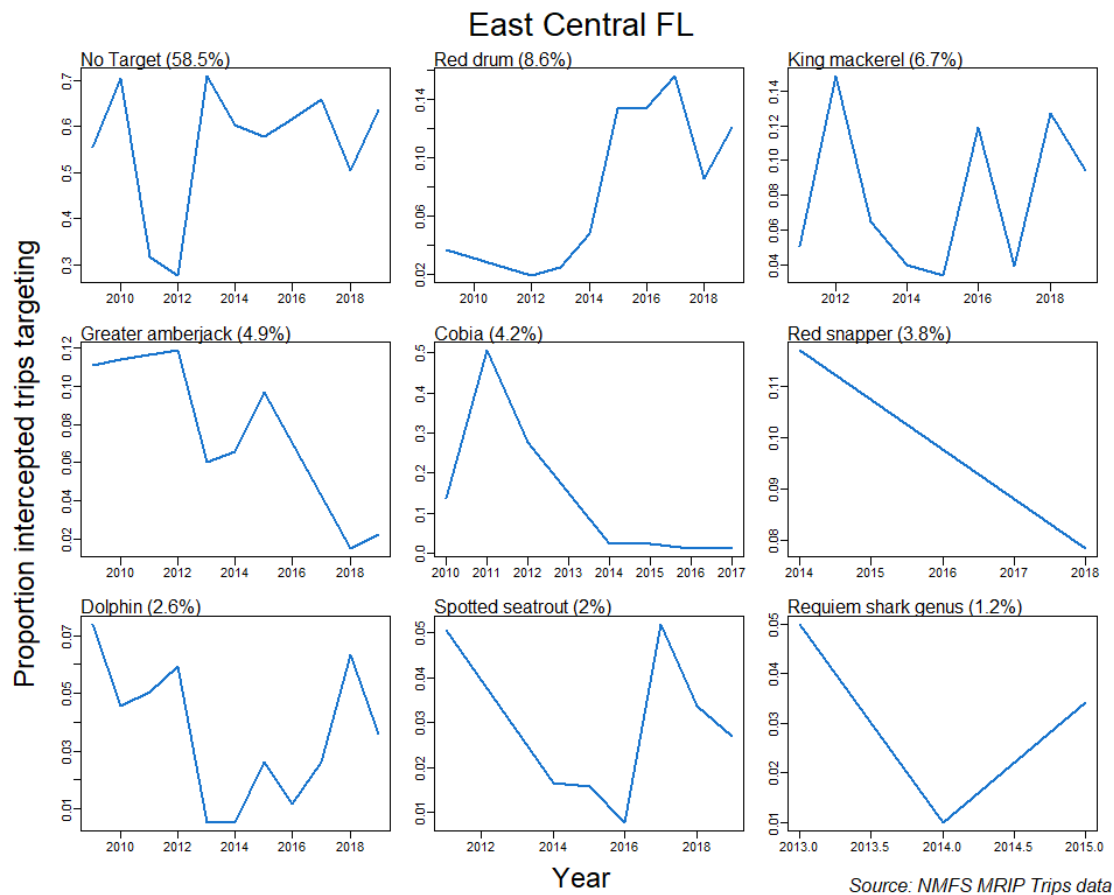 East Central FL
No Target (58.5%)
Red drum (8.6%)
King mackerel (6.7%)
0.7
0.6
0.5
0.4
0.3
2010 2012 2014 2016 2018
0.14
0.10
0.06
0.02
2010 2012 2014 2016 2018
0.14
0.12
0.10
0.08
0.06
0.04
2012 2014 2016 2018
Greater amberjack (4.9%)
Cobia (4.2%)
Red snapper (3.8%)
0.12
0.10
0.08
0.06
0.04
0.02
2010 2012 2014 2016 2018
0.5
0.4
0.3
0.2
0.1
0.0
2010 2011 2012 2013 2014 2015 2016 2017
0.11
0.10
0.09
0.08
2014 2015 2016 2017 2018
Dolphin (2.6%)
Spotted seatrout (2%)
Requiem shark genus (1.2%)
0.07
0.05
0.03
0.01
2010 2012 2014 2016 2018
0.05
0.04
0.03
0.02
0.01
2012 2014 2016 2018
0.05
0.04
0.03
0.02
0.01
2013.0 2013.5 2014.0 2014.5 2015.0
Proportion intercepted trips targeting
Year
Source: NMFS MRIP Trips data